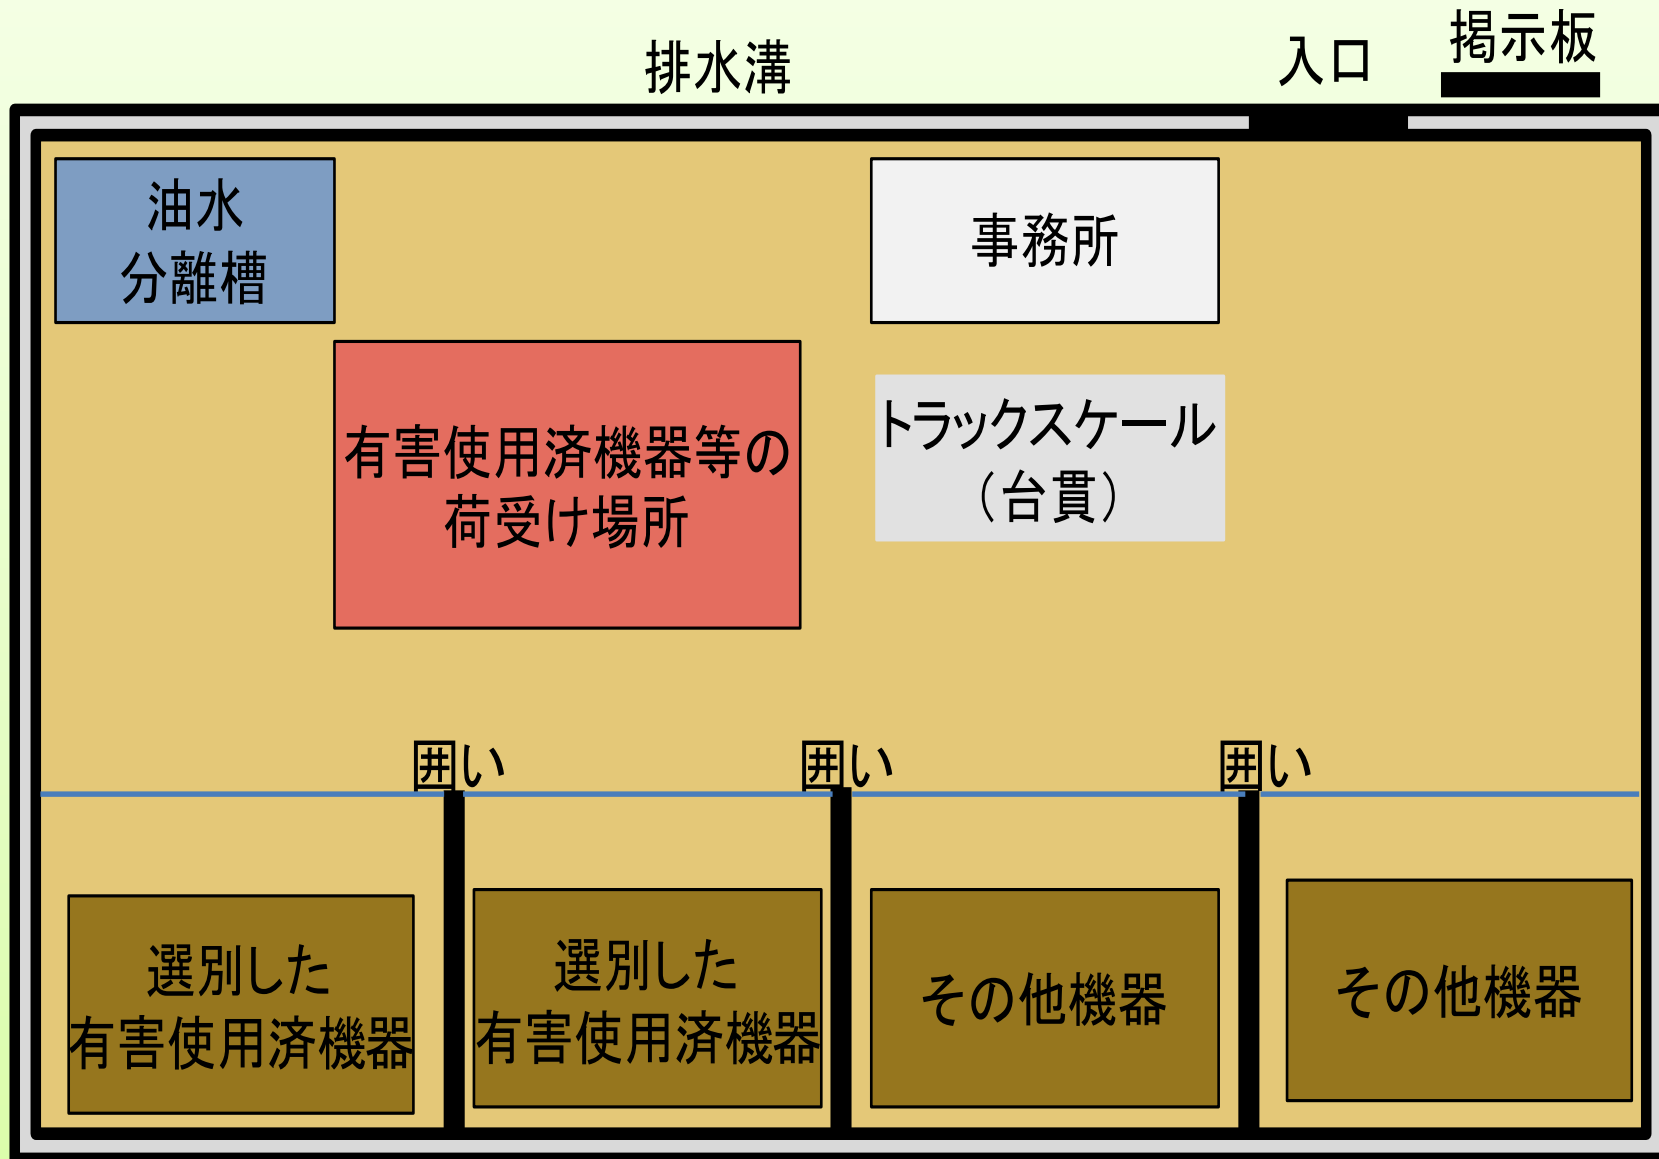 排水溝
入口
掲示板
油水
分離槽
事務所
有害使用済機器等の
荷受け場所
トラックスケール
（台貫）
囲い
囲い
囲い
選別した
有害使用済機器
選別した
有害使用済機器
その他機器
その他機器